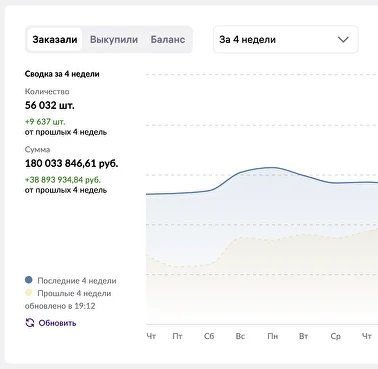 Заказали Выкупили Баланс За 4 недели
Сводка за 4 недели
Количество
56 032 шт.
+9 637 шт.
от прошлых 4 недель
Сумма
180 033 846,61 руб.
+38 893 934,84 руб.
от прошлых 4 недель
Последние 4 недели
Прошлые 4 недели
обновлено в 19:12
Обновить
Чт Пт Сб Вс Пн Вт Ср Чт